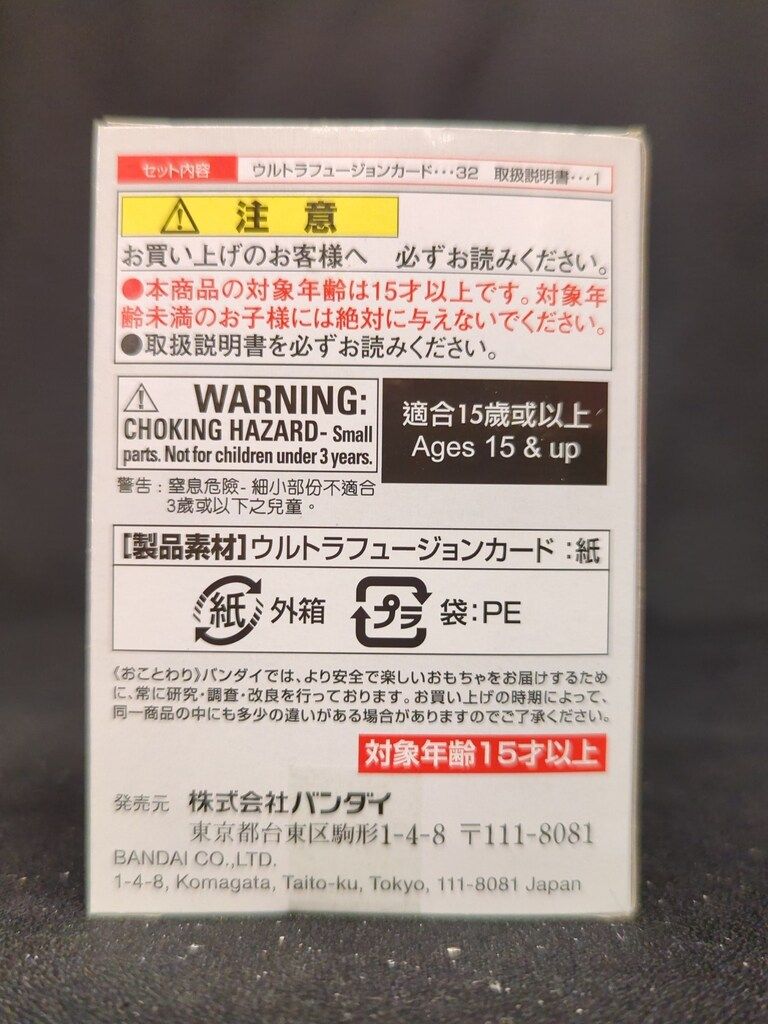 セット内容 ウルトラフュージョンカード･･･32 取扱説明書･･･1
注意
お買い上げのお客様へ 必ずお読みください。
●本商品の対象年齢は15才以上です。対象年
齢未満のお子様には絶対に与えないでください。
●取扱説明書を必ずお読みください。
WARNING:
CHOKING HAZARD- Small
parts. Not for children under 3 years.
適合15歲或以上
Ages 15 & up
警告：窒息危險- 細小部份不適合
3歲或以下之兒童。
[製品素材]ウルトラフュージョンカード：紙
紙 外箱 プラ 袋：PE
《おことわり》バンダイでは、より安全で楽しいおもちゃをお届けするため
に、常に研究・調査・改良を行っております。お買い上げの時期によって、
同一商品の中にも多少の違いがある場合がありますのでご了承ください。
対象年齢15才以上
発売元 株式会社バンダイ
東京都台東区駒形1-4-8 〒111-8081
BANDAI CO.,LTD.
1-4-8, Komagata, Taito-ku, Tokyo, 111-8081 Japan